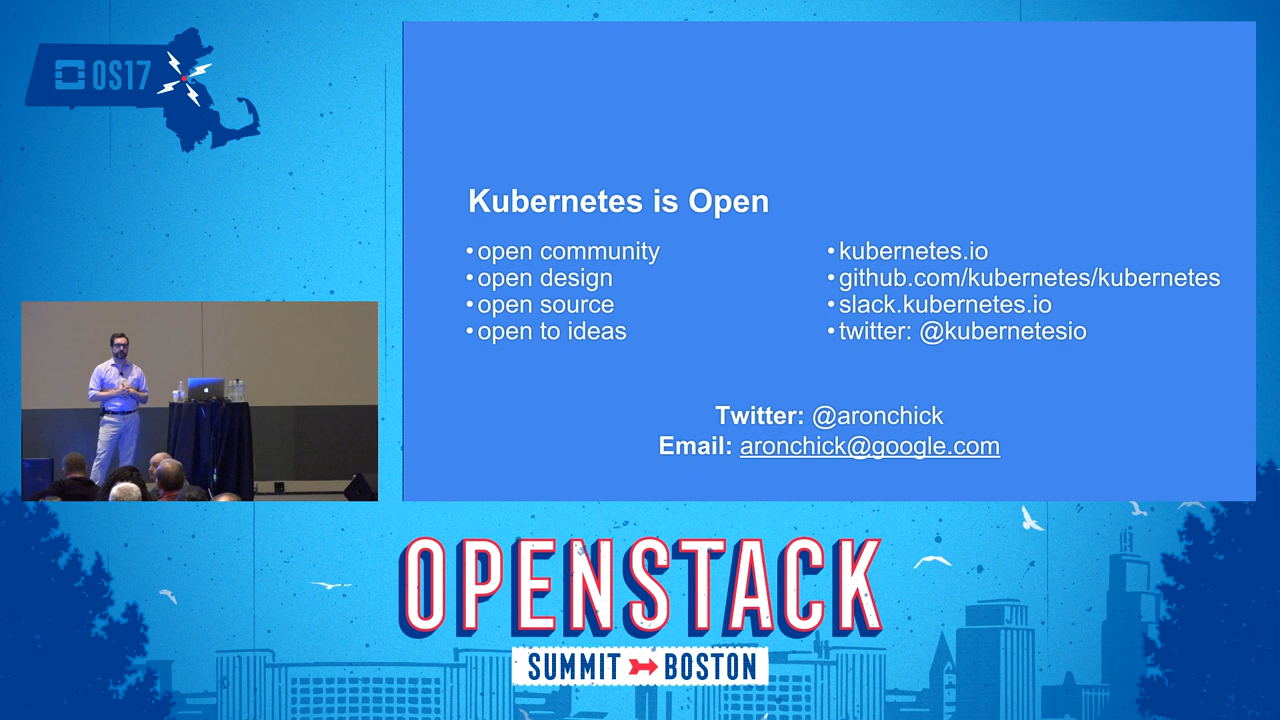 OS17
Kubernetes is Open
• open community
• open design
• open source
• open to ideas
• kubernetes.io
• github.com/kubernetes/kubernetes
• slack.kubernetes.io
• twitter: @kubernetesio
Twitter: @aronchick
Email: aronchick@google.com
OPENSTACK
SUMMIT BOSTON